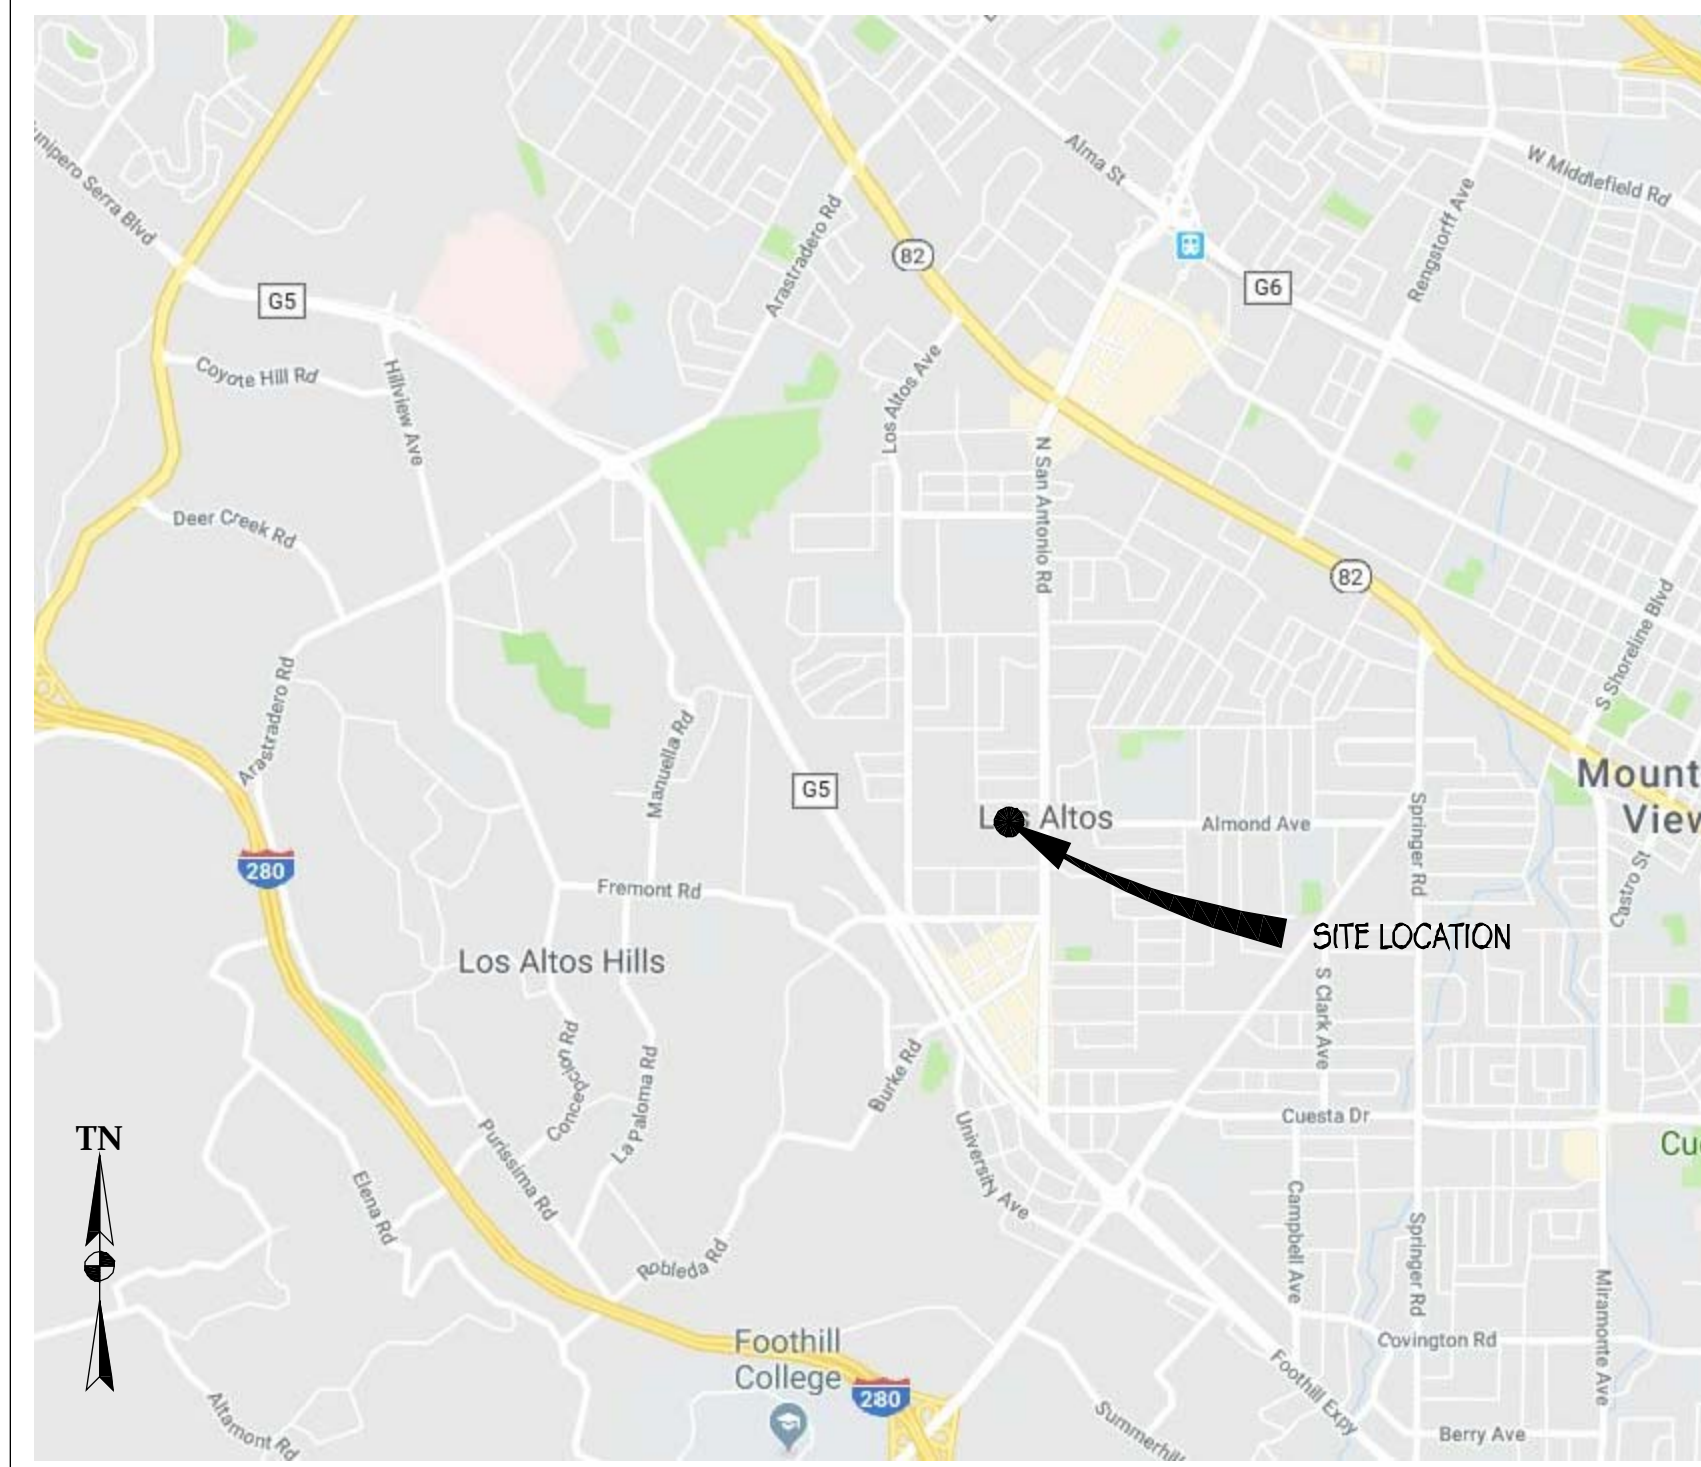 Alma St
W Middlefield Rd
unipero Serra Blvd
Arastradero Rd
Rengstorff Ave
82
G6
G5
Coyote Hill Rd
Hillview Ave
Los Altos Ave
N San Antonio Rd
Deer Creek Rd
82
S Shoreline Blvd
Arastradero Rd
Manuella Rd
G5
Mount
View
Los Altos
Almond Ave
Springer Rd
280
Fremont Rd
Castro St
SITE LOCATION
Los Altos Hills
S Clark Ave
Concepcion Rd
La Paloma Rd
Burke Rd
Cuesta Dr
TN
Cu
Purissima Rd
University Ave
Elena Rd
Campbell Ave
Springer Rd
Robleda Rd
Miramonte Ave
Foothill
College
Covington Rd
280
Foothill Expy
Altamont Rd
Summerhill
Berry Ave